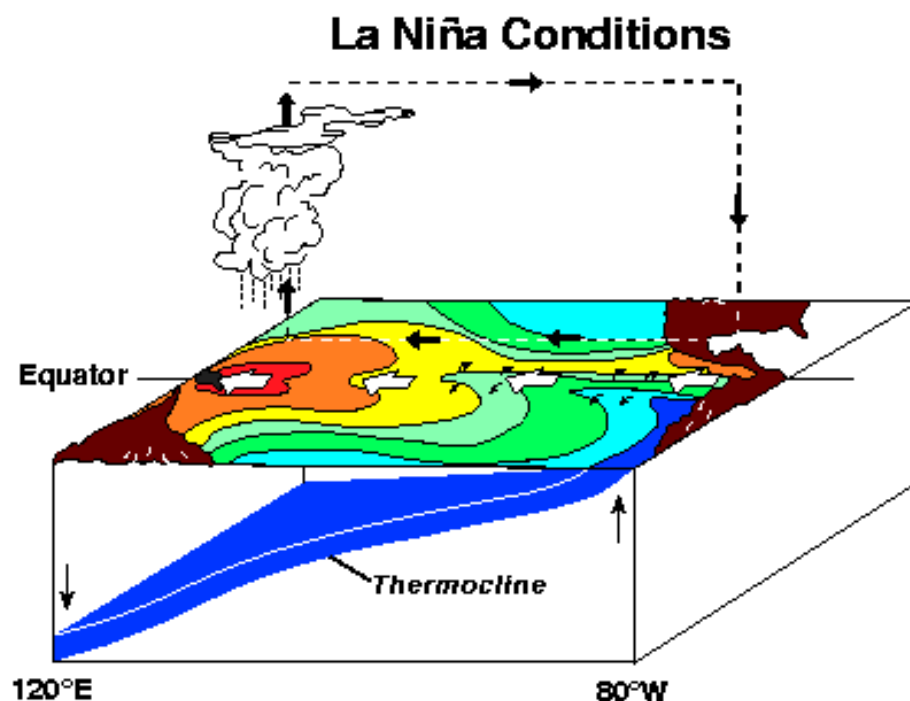 La Niña Conditions
Equator
Thermocline
120°E
80°W